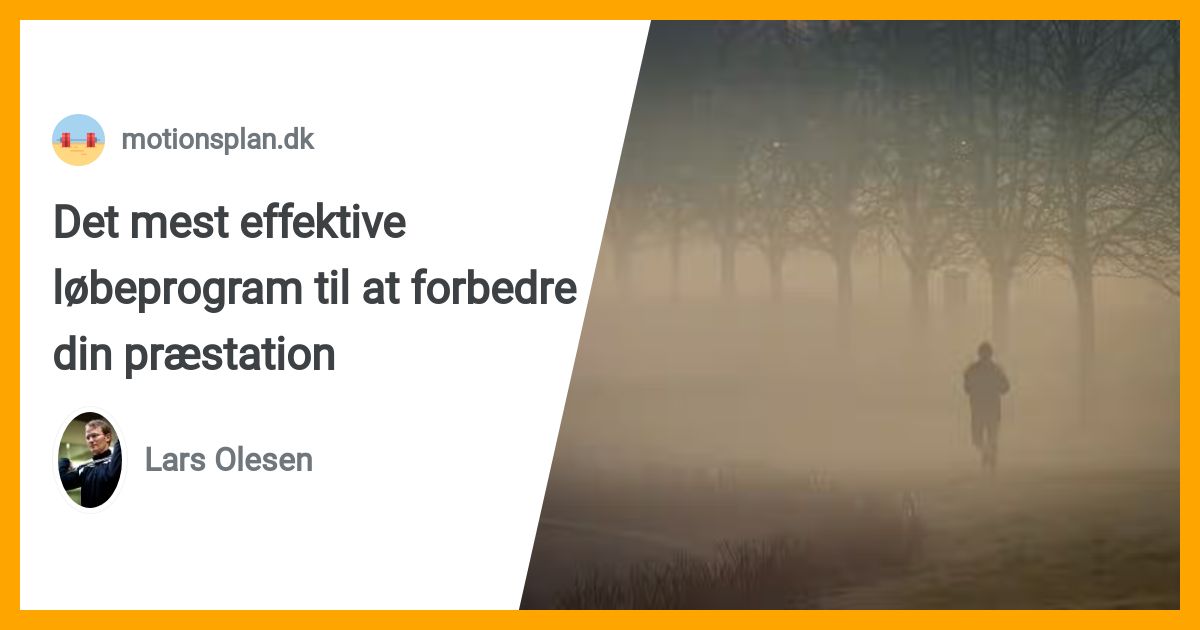 motionsplan.dk
Det mest effektive
løbeprogram til at forbedre
din præstation
Lars Olesen